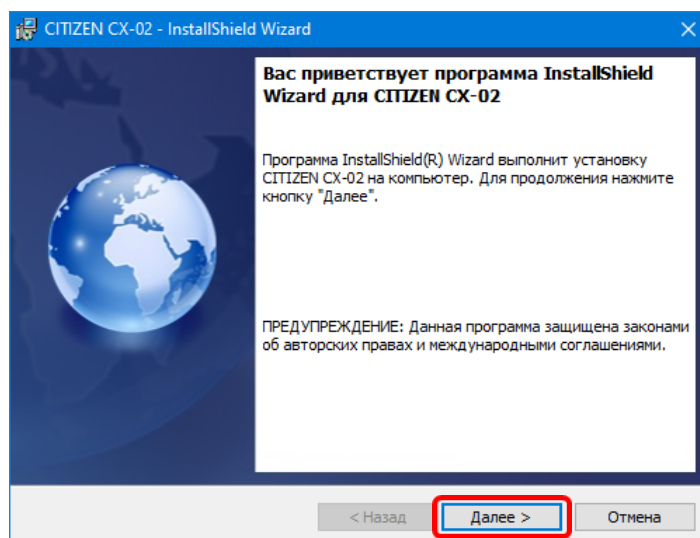 CITIZEN CX-02 - InstallShield Wizard
Вас приветствует программа InstallShield
Wizard для CITIZEN CX-02
Программа InstallShield(R) Wizard выполнит установку
CITIZEN CX-02 на компьютер. Для продолжения нажмите
кнопку "Далее".
ПРЕДУПРЕЖДЕНИЕ: Данная программа защищена законами
об авторских правах и международными соглашениями.
< Назад
Далее >
Отмена